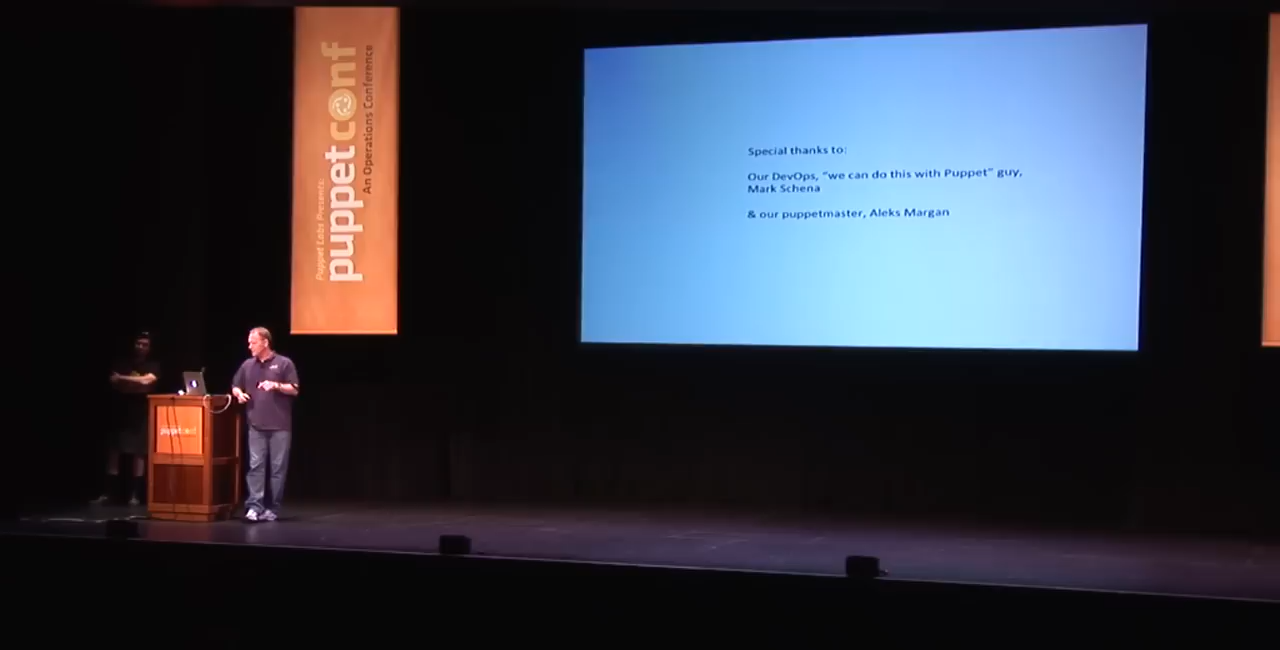 Puppet Labs Presents:
puppetconf
An Operations Conference
Special thanks to:
Our DevOps, “we can do this with Puppet” guy,
Mark Schena
& our puppetmaster, Aleks Margan
puppetconf